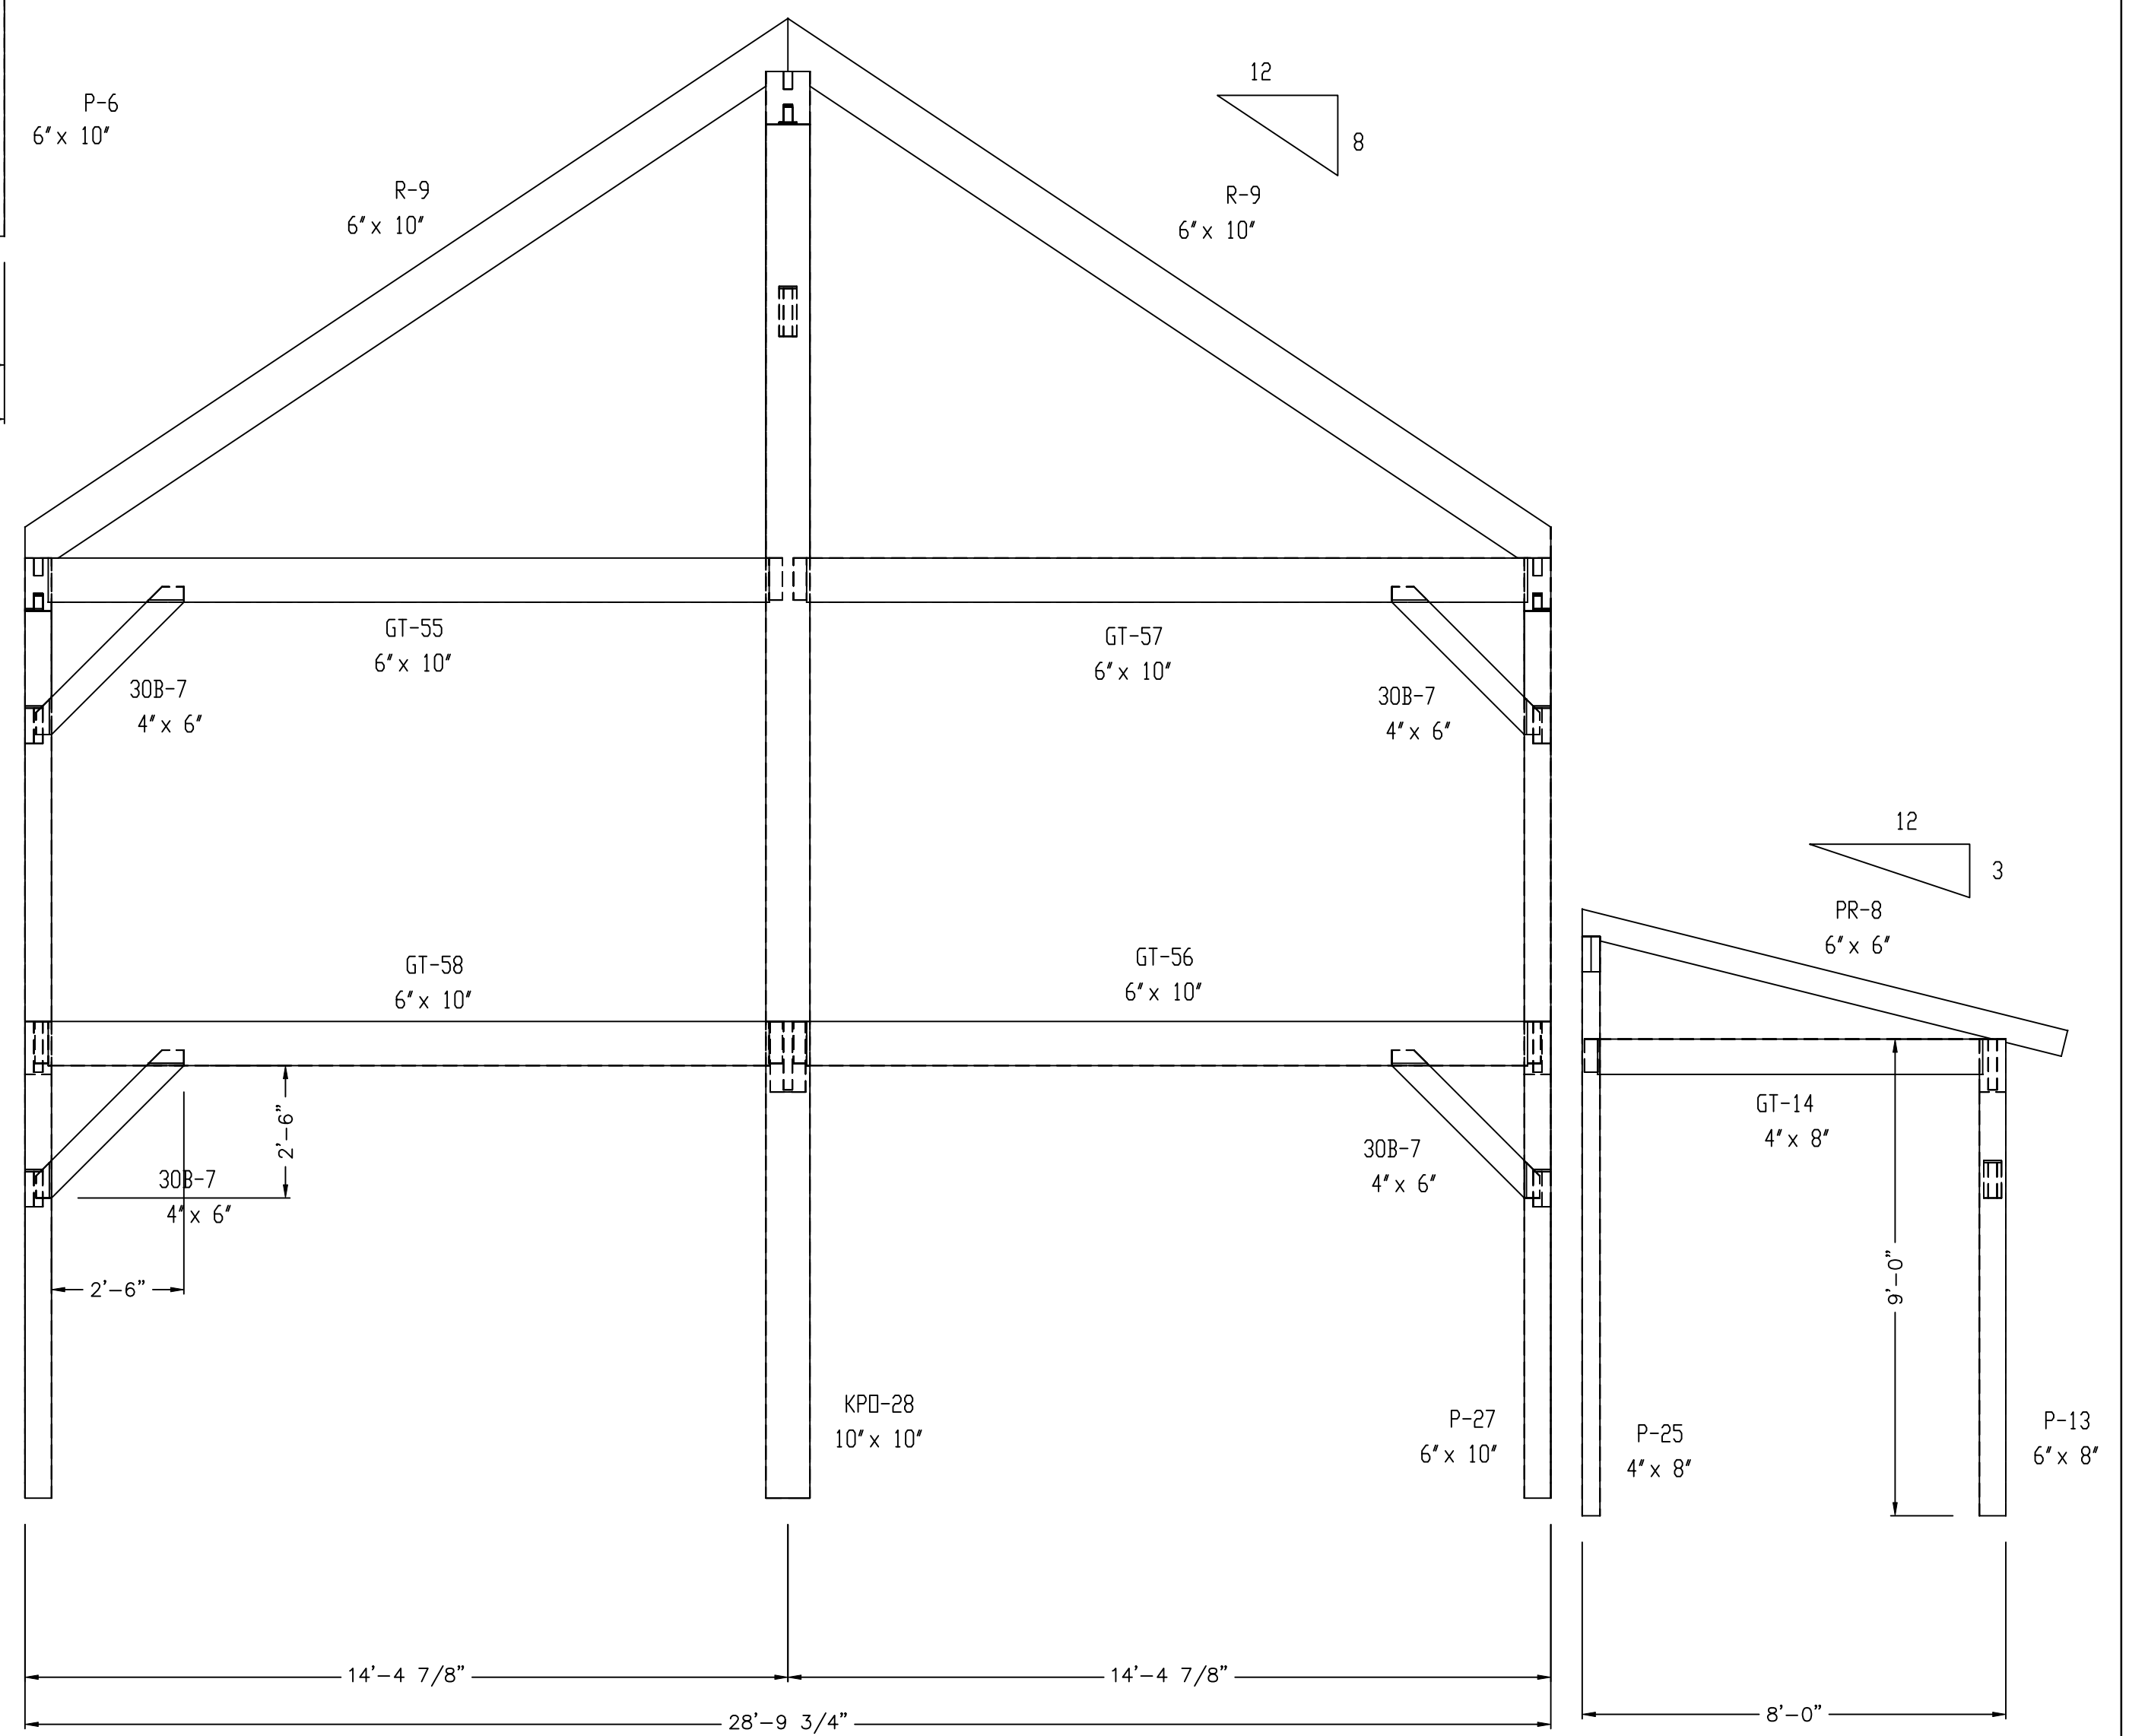 12
P-6
6" x 10"
8
R-9
6" x 10"
R-9
6" x 10"
GT-55
6" x 10"
GT-57
6" x 10"
30B-7
4" x 6"
30B-7
4" x 6"
12
3
PR-8
6" x 6"
GT-58
6" x 10"
GT-56
6" x 10"
2'-6"
GT-14
4" x 8"
30B-7
4" x 6"
30B-7
4" x 6"
2'-6"
9'-0"
KPO-28
10" x 10"
P-27
6" x 10"
P-25
4" x 8"
P-13
6" x 8"
14'-4 7/8"
14'-4 7/8"
28'-9 3/4"
8'-0"